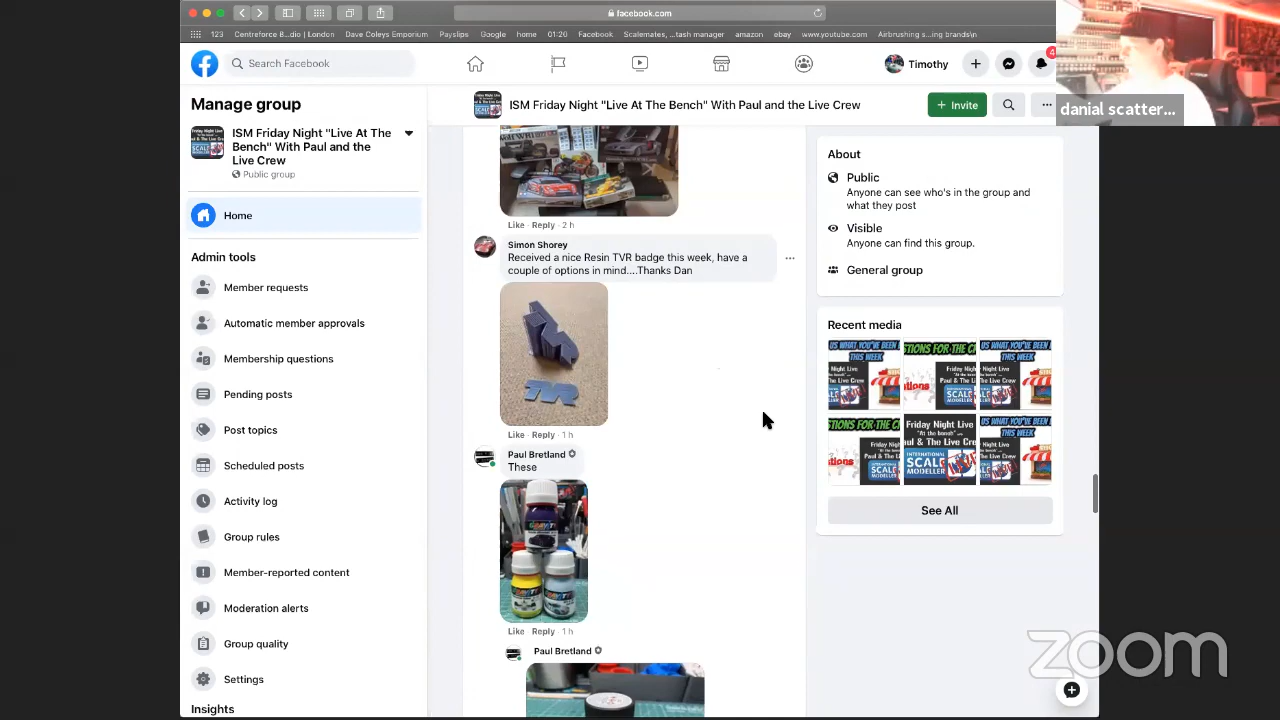 facebook.com
123 Centreforce B...dio | London Dave Coleys Emporium Payslips Google home 01:20 Facebook Scalemates, ...tash manager amazon ebay www.youtube.com Airbrushing s...ing brands\n
Search Facebook
Timothy
4
danial scatter...
Manage group
ISM Friday Night "Live At The Bench" With Paul and the Live Crew
Public group
ISM Friday Night "Live At The Bench" With Paul and the Live Crew
+ Invite
Home
Admin tools
Member requests
Automatic member approvals
Membership questions
Pending posts
Post topics
Scheduled posts
Activity log
Group rules
Member-reported content
Moderation alerts
Group quality
Settings
Insights
Like · Reply · 2 h
Simon Shorey
Received a nice Resin TVR badge this week, have a
couple of options in mind....Thanks Dan
Like · Reply · 1 h
Paul Bretland
These
Like · Reply · 1 h
Paul Bretland
About
Public
Anyone can see who's in the group and
what they post
Visible
Anyone can find this group.
General group
Recent media
See All
zoom